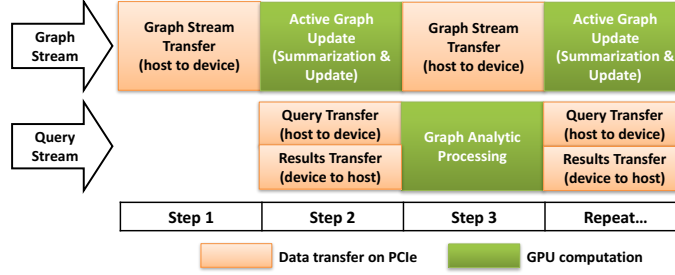 Graph
Stream
Graph Stream
Transfer
(host to device)
Active Graph
Update
(Summarization &
Update)
Graph Stream
Transfer
(host to device)
Active Graph
Update
(Summarization &
Update)
Query
Stream
Query Transfer
(host to device)
Results Transfer
(device to host)
Graph Analytic
Processing
Query Transfer
(host to device)
Results Transfer
(device to host)
Step 1
Step 2
Step 3
Repeat...
Data transfer on PCIe
GPU computation